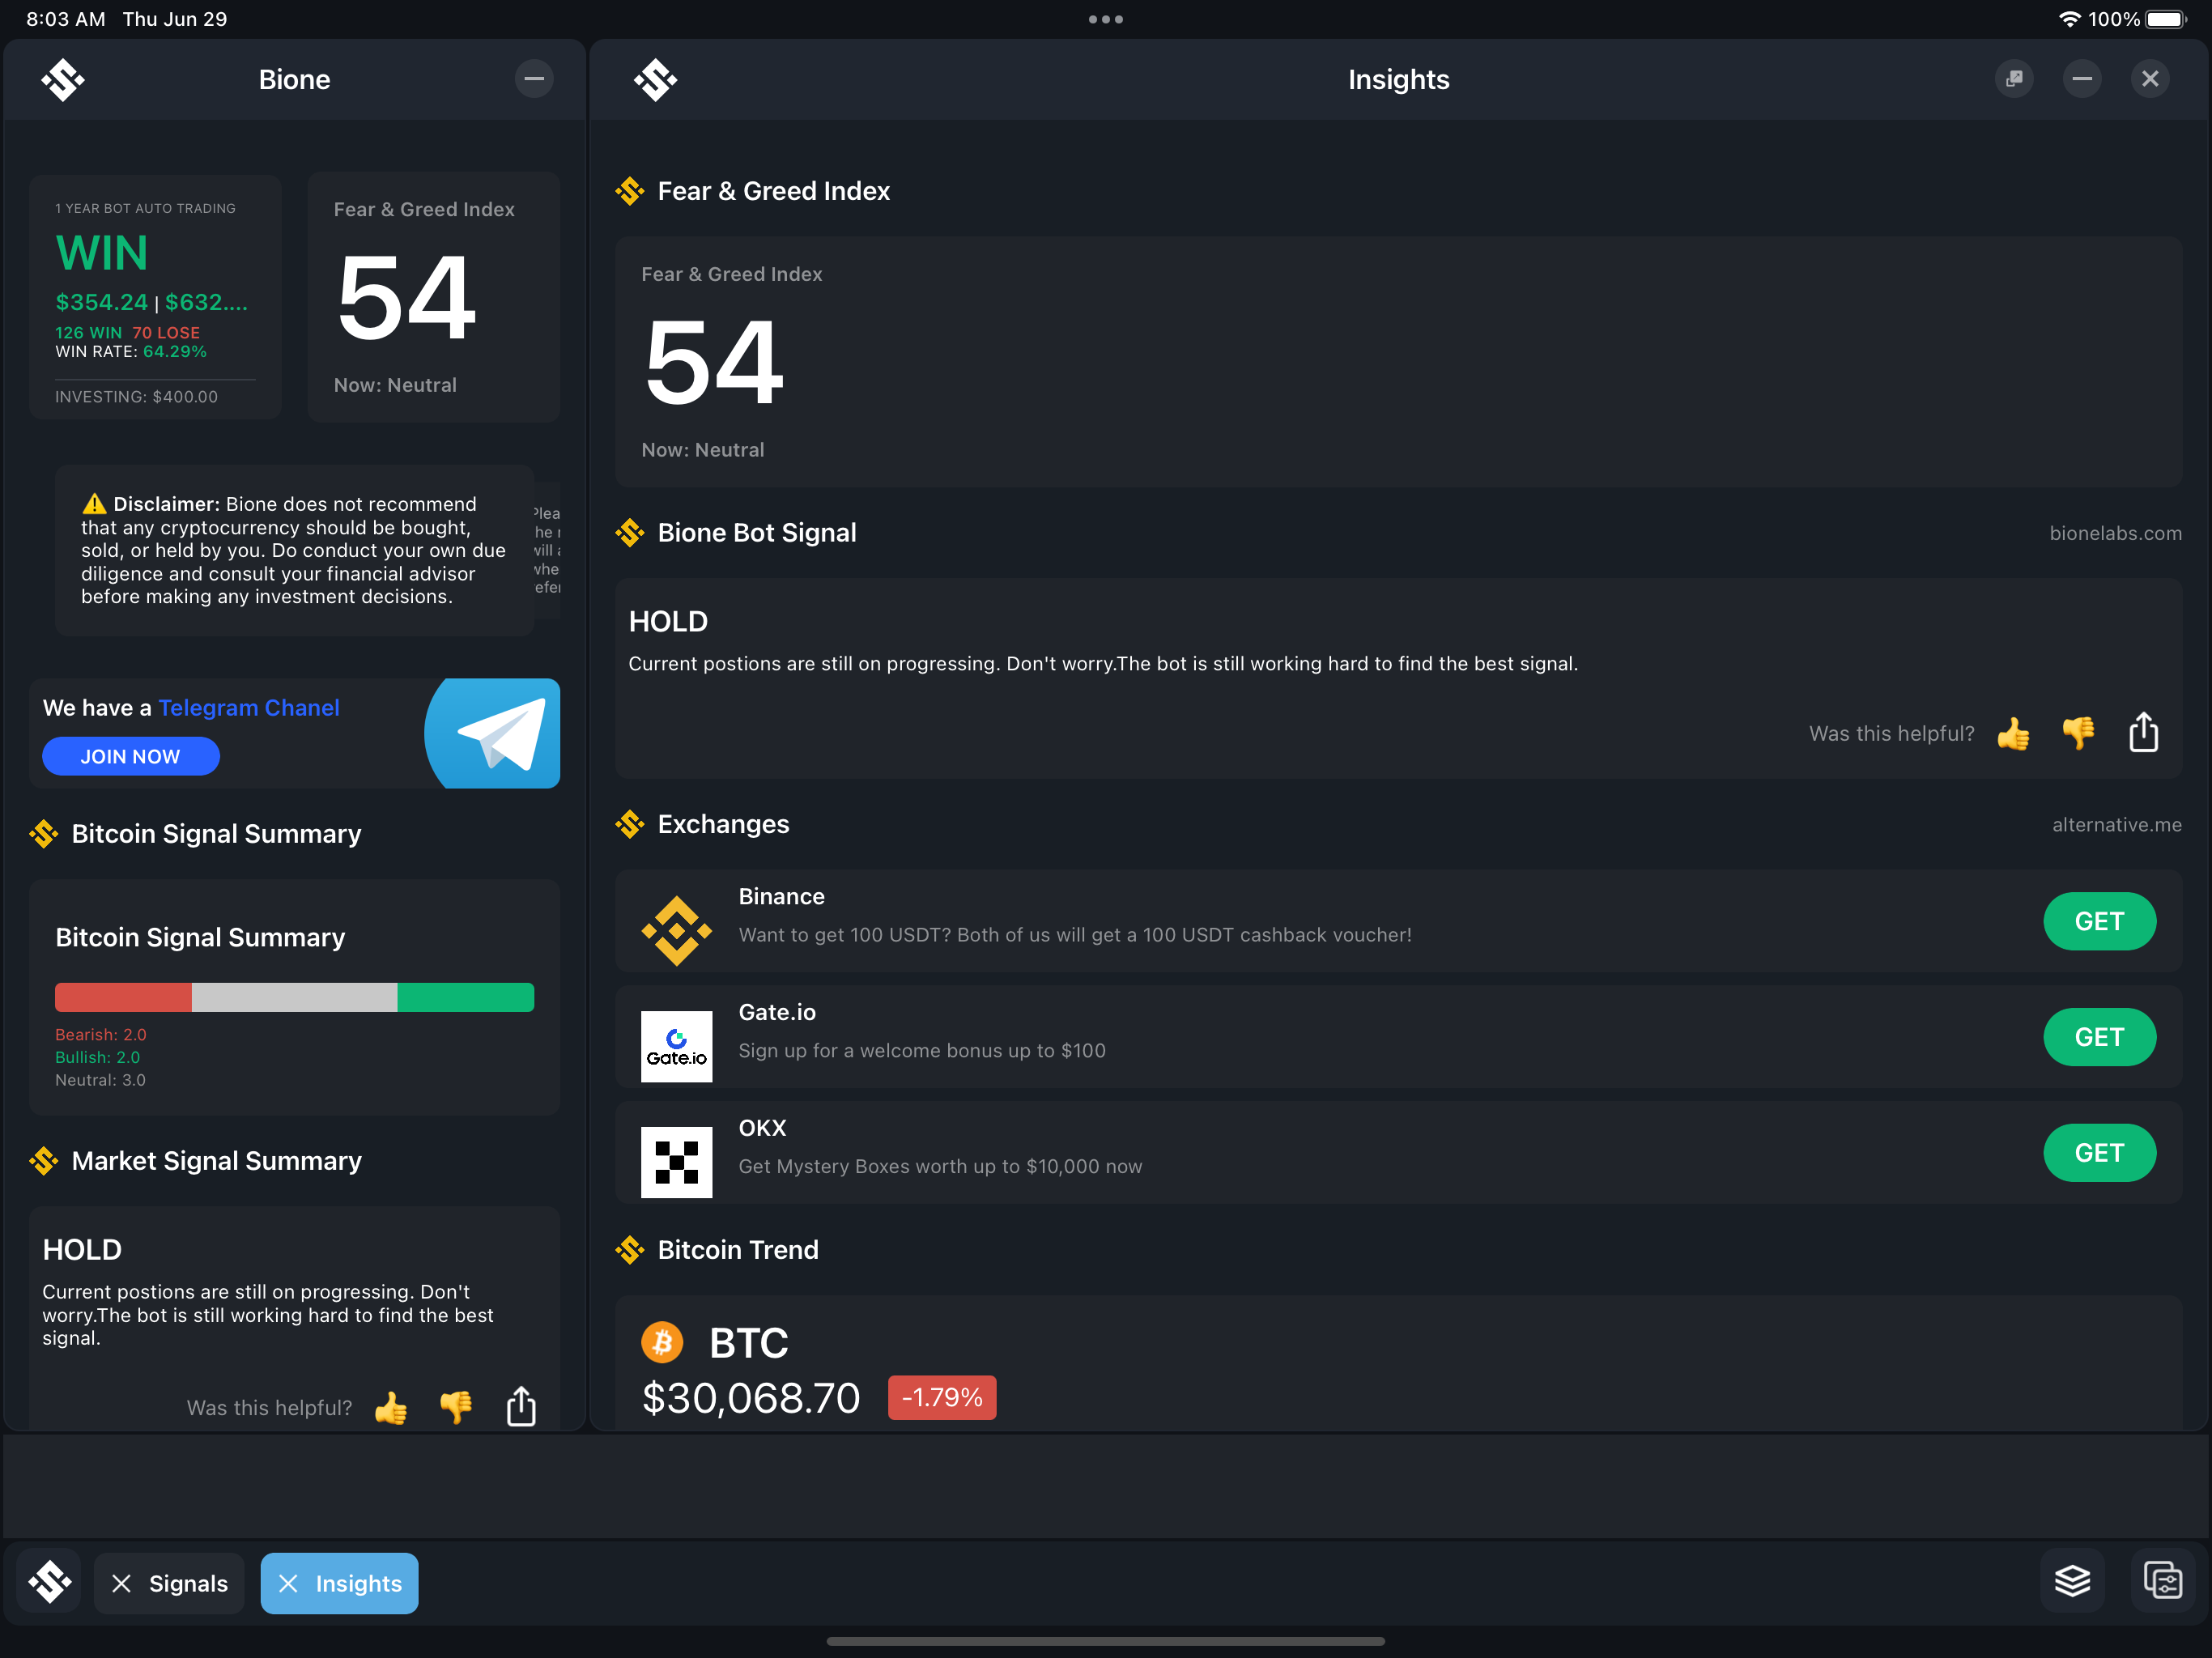 8:03 AM Thu Jun 29
100%
Bione
1 YEAR BOT AUTO TRADING
WIN
$354.24 | $632....
126 WIN 70 LOSE
WIN RATE: 64.29%
INVESTING: $400.00
Fear & Greed Index
54
Now: Neutral
⚠️ Disclaimer: Bione does not recommend
that any cryptocurrency should be bought,
sold, or held by you. Do conduct your own due
diligence and consult your financial advisor
before making any investment decisions.
We have a Telegram Chanel
JOIN NOW
Bitcoin Signal Summary
Bitcoin Signal Summary
Bearish: 2.0
Bullish: 2.0
Neutral: 3.0
Market Signal Summary
HOLD
Current postions are still on progressing. Don't
worry.The bot is still working hard to find the best
signal.
Was this helpful? 👍 👎
Insights
Fear & Greed Index
Fear & Greed Index
54
Now: Neutral
Bione Bot Signal
bionelabs.com
HOLD
Current postions are still on progressing. Don't worry.The bot is still working hard to find the best signal.
Was this helpful? 👍 👎
Exchanges
alternative.me
Binance
Want to get 100 USDT? Both of us will get a 100 USDT cashback voucher!
GET
Gate.io
Gate.io
Sign up for a welcome bonus up to $100
GET
OKX
Get Mystery Boxes worth up to $10,000 now
GET
Bitcoin Trend
BTC
$30,068.70 -1.79%
Signals
Insights